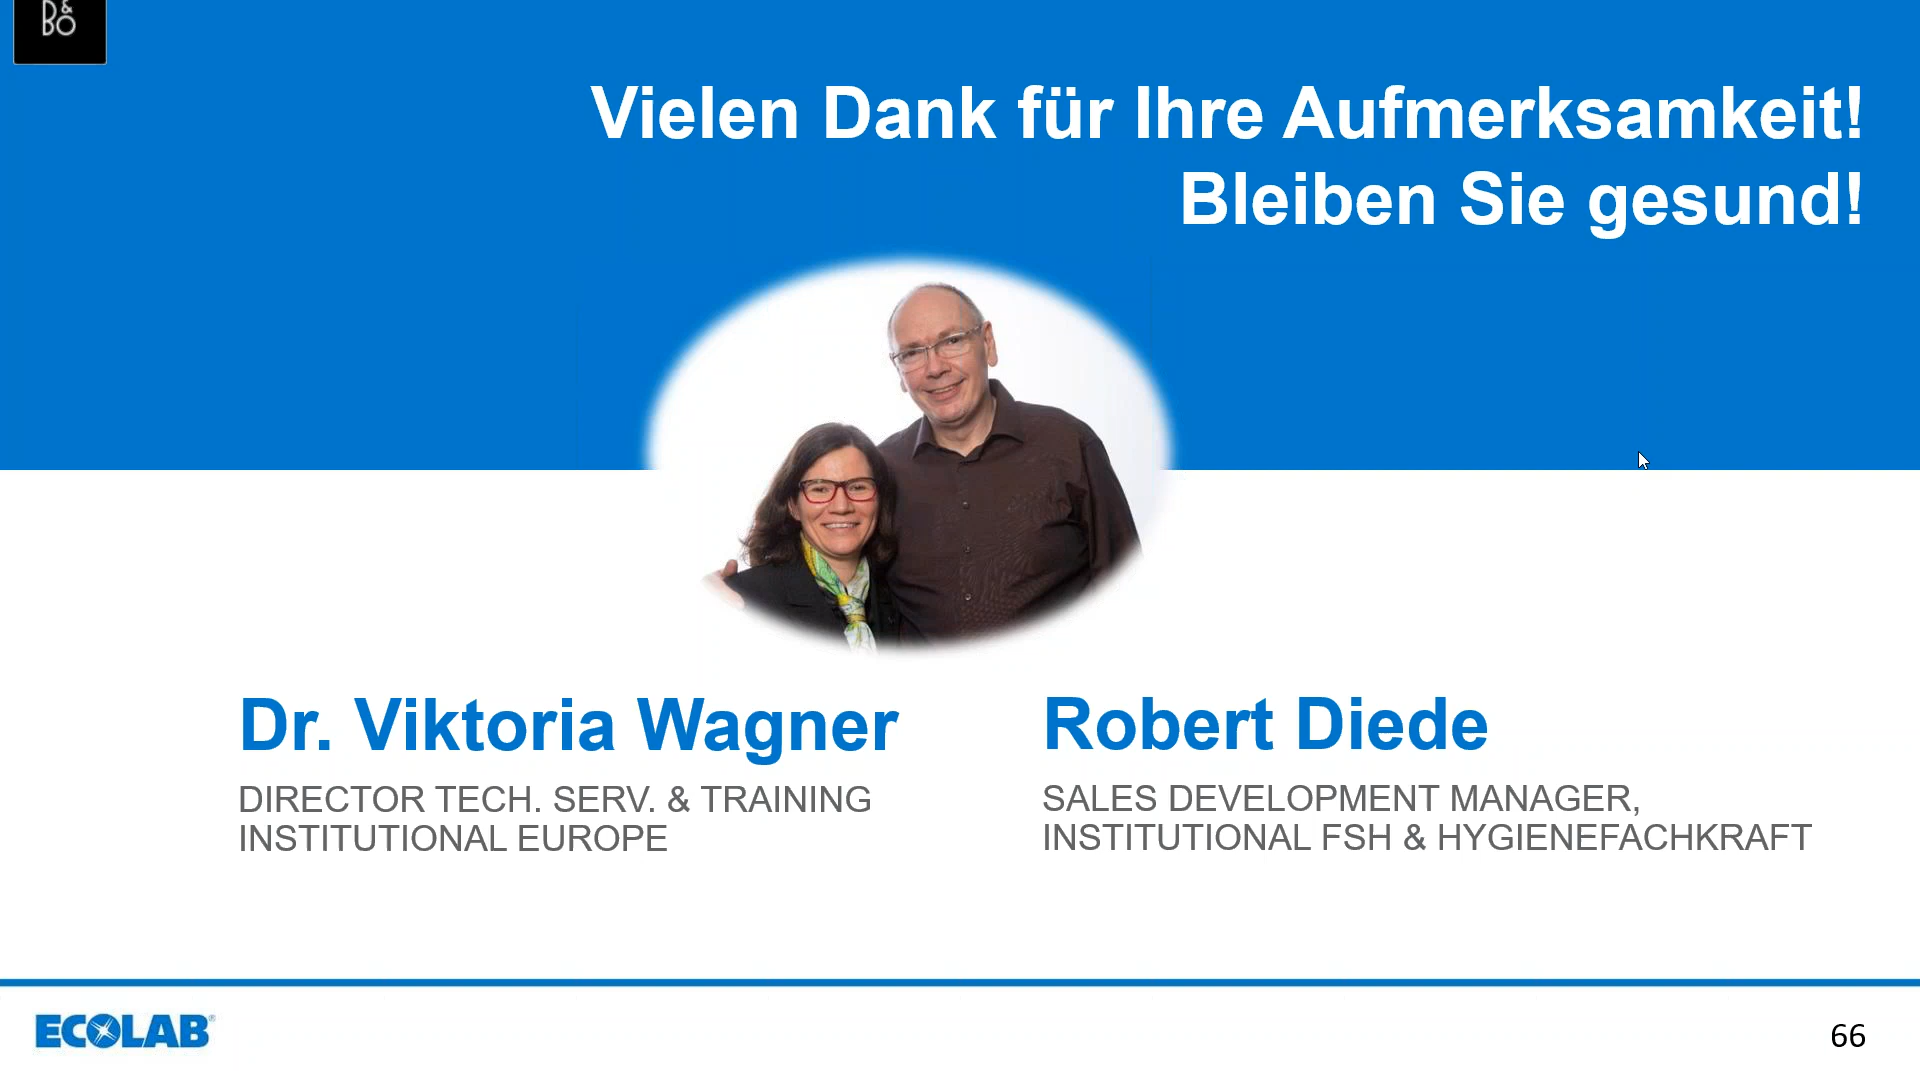 B&O
Vielen Dank für Ihre Aufmerksamkeit!
Bleiben Sie gesund!
Dr. Viktoria Wagner
DIRECTOR TECH. SERV. & TRAINING
INSTITUTIONAL EUROPE
Robert Diede
SALES DEVELOPMENT MANAGER,
INSTITUTIONAL FSH & HYGIENEFACHKRAFT
ECOLAB®
66